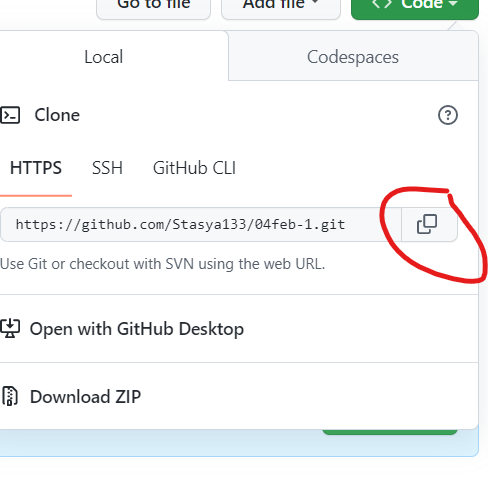 Go to file Add file Code
Local Codespaces
Clone
HTTPS SSH GitHub CLI
https://github.com/Stasya133/04feb-1.git
Use Git or checkout with SVN using the web URL.
Open with GitHub Desktop
Download ZIP